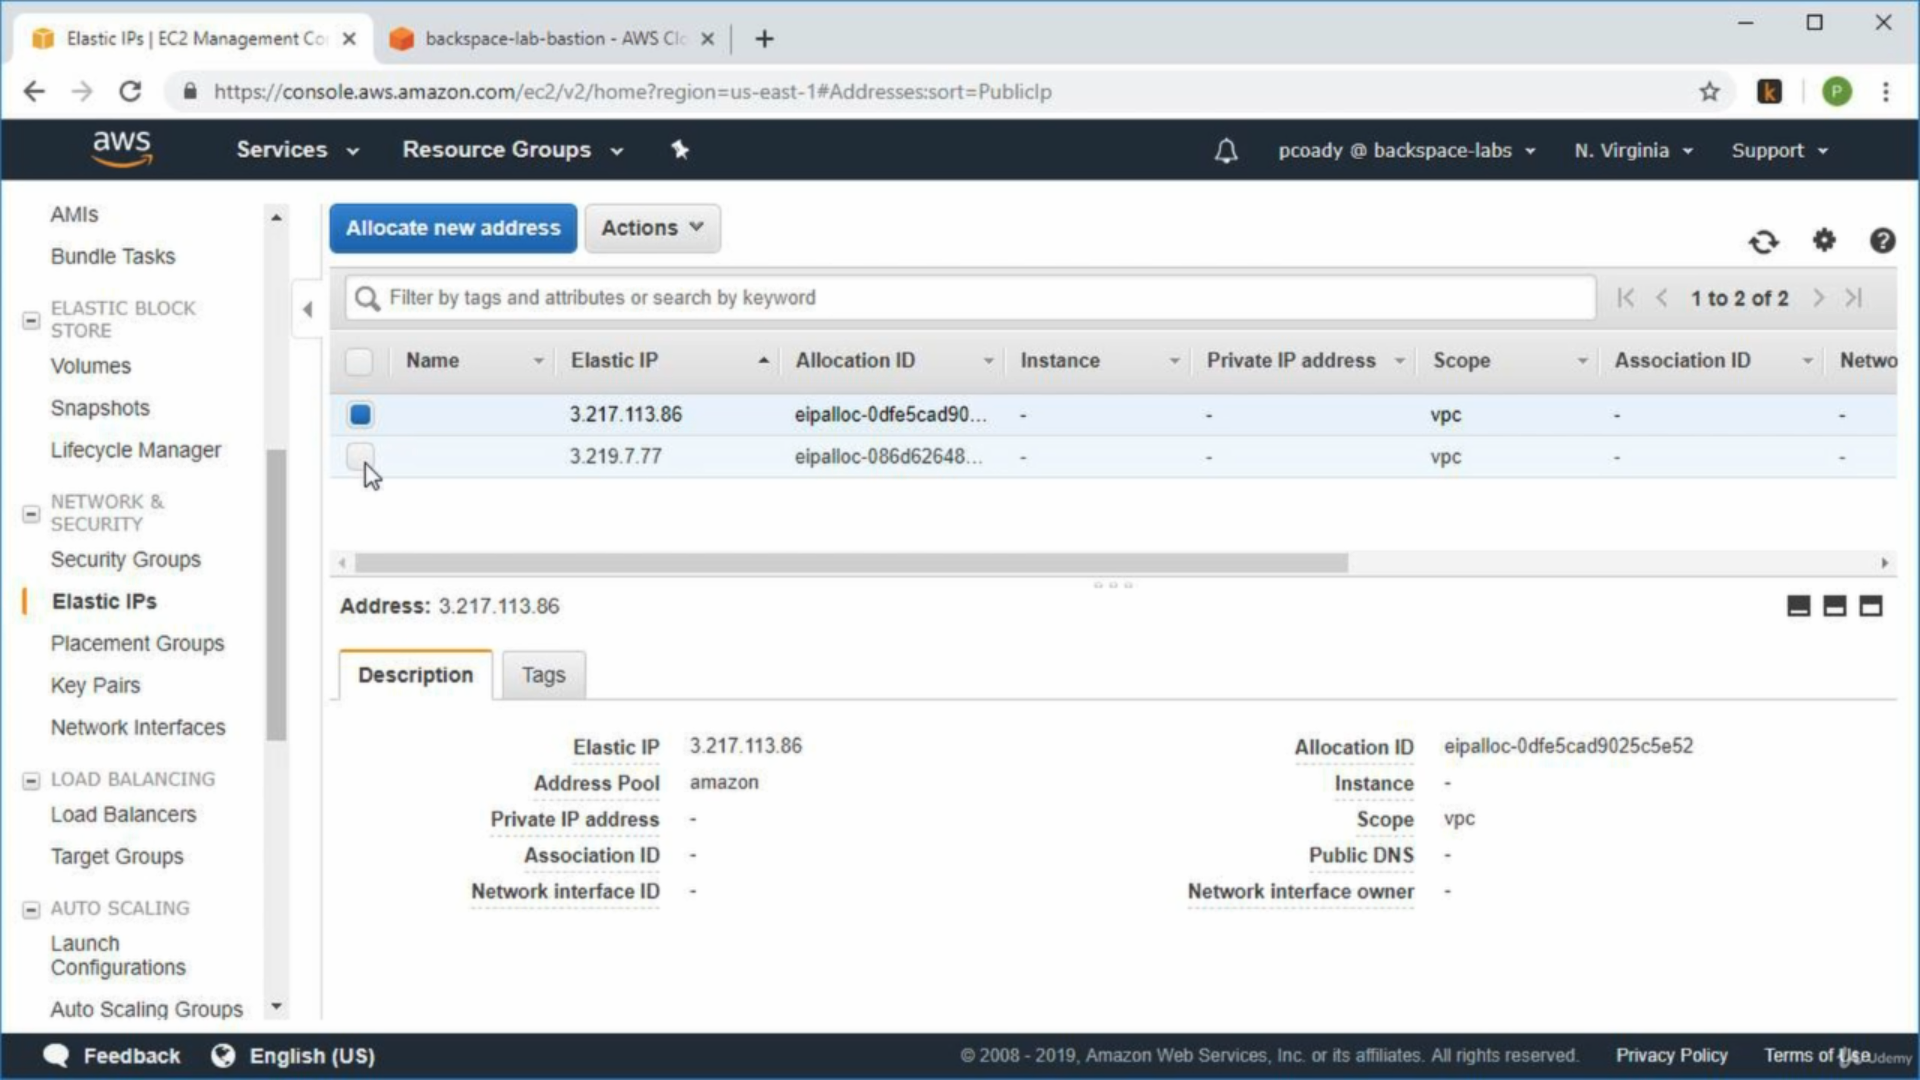 Elastic IPs | EC2 Management Co
backspace-lab-bastion - AWS Clo
https://console.aws.amazon.com/ec2/v2/home?region=us-east-1#Addresses:sort=PublicIp
k
P
aws
Services
Resource Groups
pcoady @ backspace-labs
N. Virginia
Support
AMIs
Bundle Tasks
ELASTIC BLOCK
STORE
Volumes
Snapshots
Lifecycle Manager
NETWORK &
SECURITY
Security Groups
Elastic IPs
Placement Groups
Key Pairs
Network Interfaces
LOAD BALANCING
Load Balancers
Target Groups
AUTO SCALING
Launch
Configurations
Auto Scaling Groups
Allocate new address
Actions
Filter by tags and attributes or search by keyword
1 to 2 of 2
Name Elastic IP Allocation ID Instance Private IP address Scope Association ID Netwo
3.217.113.86 eipalloc-0dfe5cad90... - - vpc - -
3.219.7.77 eipalloc-086d62648... - - vpc - -
Address: 3.217.113.86
Description
Tags
Elastic IP 3.217.113.86 Allocation ID eipalloc-0dfe5cad9025c5e52
Address Pool amazon Instance -
Private IP address - Scope vpc
Association ID - Public DNS -
Network interface ID - Network interface owner -
Feedback
English (US)
© 2008 - 2019, Amazon Web Services, Inc. or its affiliates. All rights reserved.
Privacy Policy
Terms of Use
Udemy